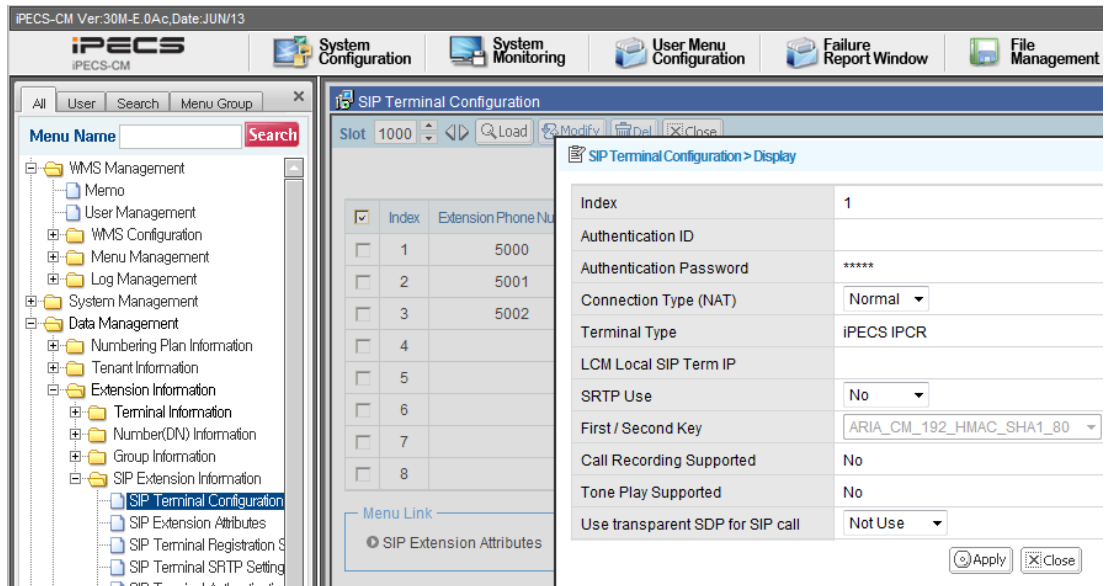 iPECS-CM Ver:30M-E.0Ac,Date:JUN/13
iPECS
iPECS-CM
System
Configuration
System
Monitoring
User Menu
Configuration
Failure
Report Window
File
Management
All User Search Menu Group
Menu Name Search
WMS Management
Memo
User Management
WMS Configuration
Menu Management
Log Management
System Management
Data Management
Numbering Plan Information
Tenant Information
Extension Information
Terminal Information
Number(DN) Information
Group Information
SIP Extension Information
SIP Terminal Configuration
SIP Extension Attributes
SIP Terminal Registration S
SIP Terminal SRTP Setting
SIP Terminal Configuration
Slot 1000 Load Modify Del Close
Index Extension Phone Nu
1 5000
2 5001
3 5002
4
5
6
7
8
Menu Link
SIP Extension Attributes
SIP Terminal Configuration > Display
Index 1
Authentication ID
Authentication Password *****
Connection Type (NAT) Normal
Terminal Type iPECS IPCR
LCM Local SIP Term IP
SRTP Use No
First / Second Key ARIA_CM_192_HMAC_SHA1_80
Call Recording Supported No
Tone Play Supported No
Use transparent SDP for SIP call Not Use
Apply Close